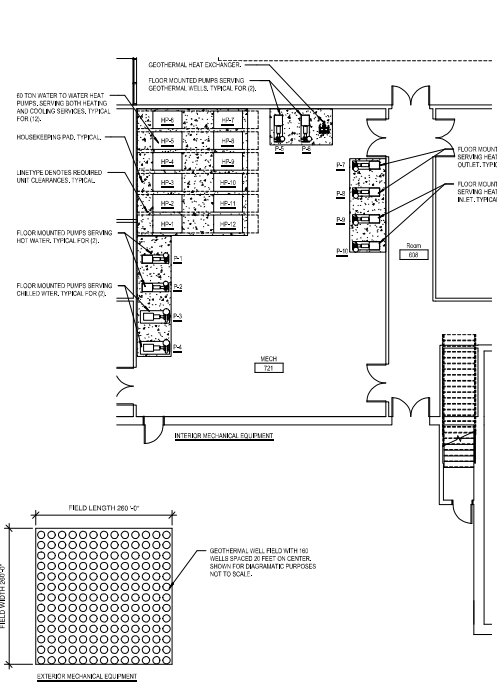 GEOTHERMAL HEAT EXCHANGER.
FLOOR MOUNTED PUMPS SERVING
GEOTHERMAL WELLS, TYPICAL FOR (2).
60 TON WATER TO WATER HEAT
PUMPS, SERVING BOTH HEATING
AND COOLING SERVICES, TYPICAL
FOR (12).
HOUSEKEEPING PAD, TYPICAL.
LINETYPE DENOTES REQUIRED
UNIT CLEARANCES, TYPICAL.
FLOOR MOUNTED PUMPS SERVING
HOT WATER. TYPICAL FOR (2).
FLOOR MOUNTED PUMPS SERVING
CHILLED WTER. TYPICAL FOR (2).
HP-6 HP-7
HP-5 HP-8
HP-4 HP-9
HP-3 HP-10
HP-2 HP-11
HP-1 HP-12
P-5 P-6
P-1
P-2
P-3
P-4
P-7
P-8
P-9
P-10
FLOOR MOUNT
SERVING HEAT
OUTLET. TYPIC
FLOOR MOUNT
SERVING HEAT
INLET. TYPICA
Room
608
MECH
721
INTERIOR MECHANICAL EQUIPMENT
FIELD LENGTH 260 '-0"
FIELD WIDTH 260'-0"
GEOTHERMAL WELL FIELD WITH 160
WELLS SPACED 20 FEET ON CENTER.
SHOWN FOR DIAGRAMATIC PURPOSES
NOT TO SCALE.
EXTERIOR MECHANICAL EQUIPMENT